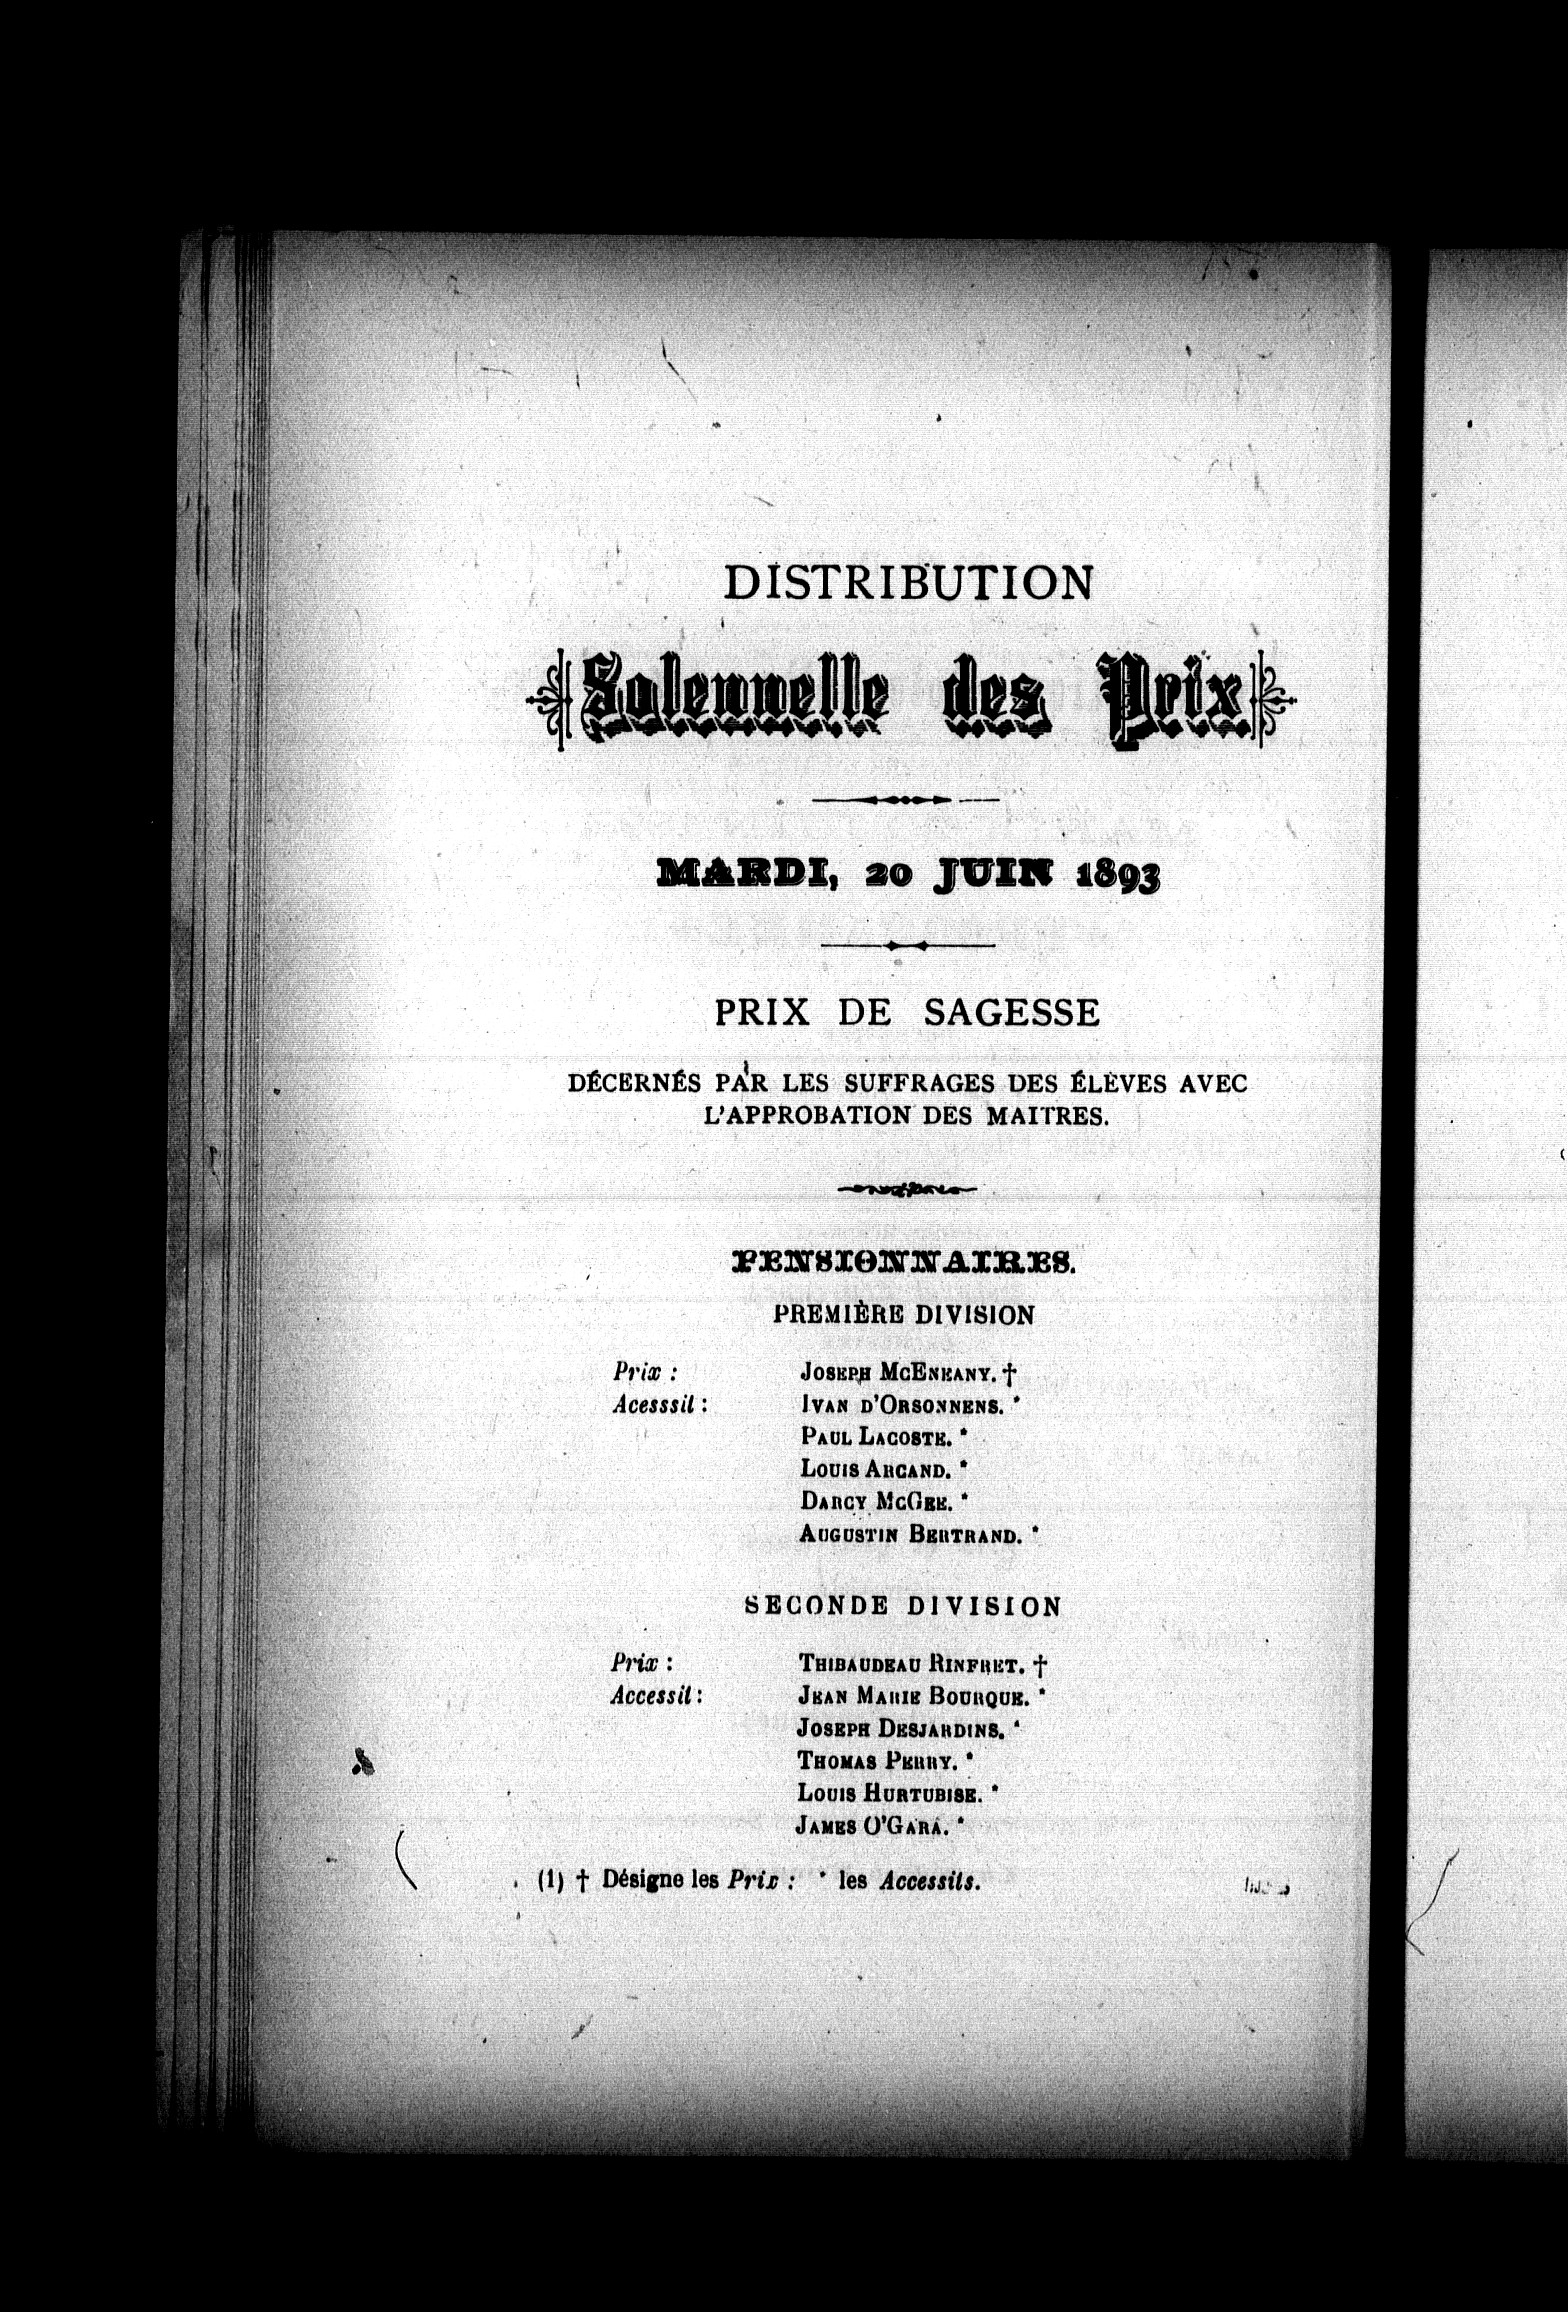 DISTRIBUTION
Solennelle des Prix
MARDI, 20 JUIN 1893
PRIX DE SAGESSE
DÉCERNÉS PAR LES SUFFRAGES DES ÉLÈVES AVEC
L'APPROBATION DES MAITRES.
PENSIONNAIRES.
PREMIÈRE DIVISION
Prix : JOSEPH MCENEANY. †
Acesssil : IVAN D'ORSONNENS. *
PAUL LACOSTE. *
LOUIS ARCAND. *
DARCY MCGEE. *
AUGUSTIN BERTRAND. *
SECONDE DIVISION
Prix : THIBAUDEAU RINFRET. †
Accessit : JEAN MARIE BOURQUE. *
JOSEPH DESJARDINS. *
THOMAS PERRY. *
LOUIS HURTUBISE. *
JAMES O'GARA. *
(1) † Désigne les Prix : * les Accessits.